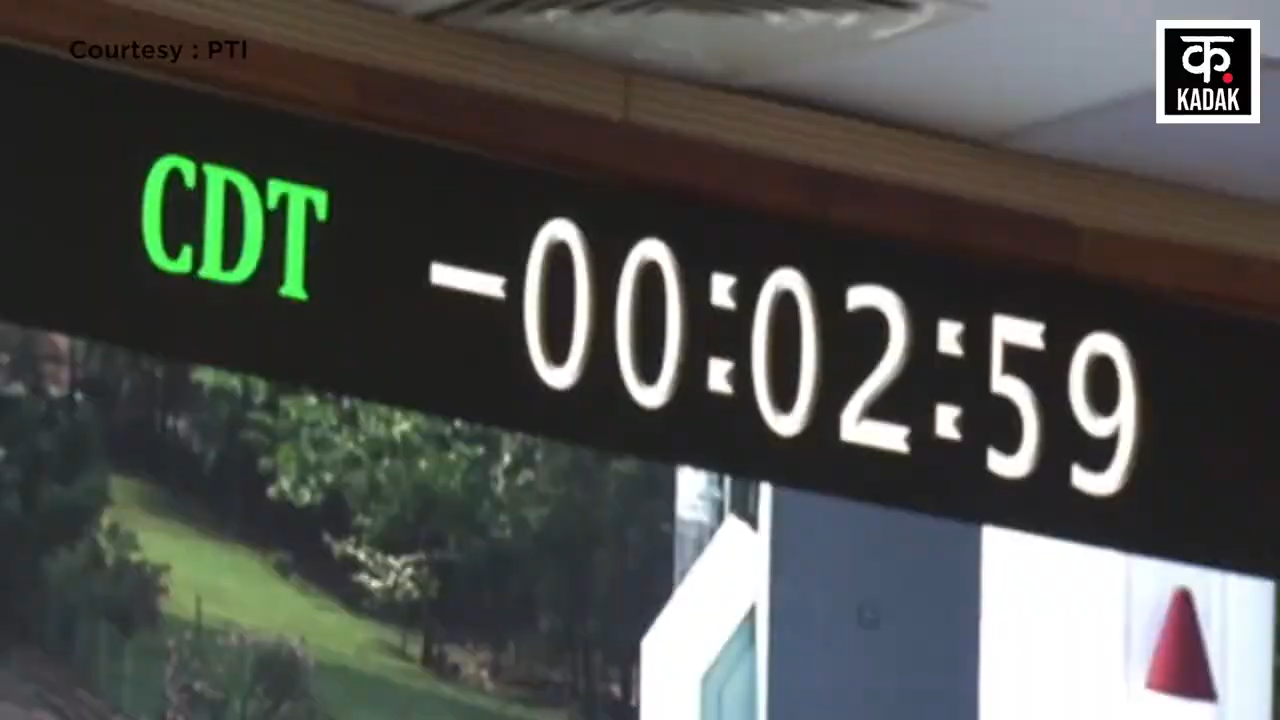 Courtesy : PTI
क.
KADAK
CDT -00:02:59